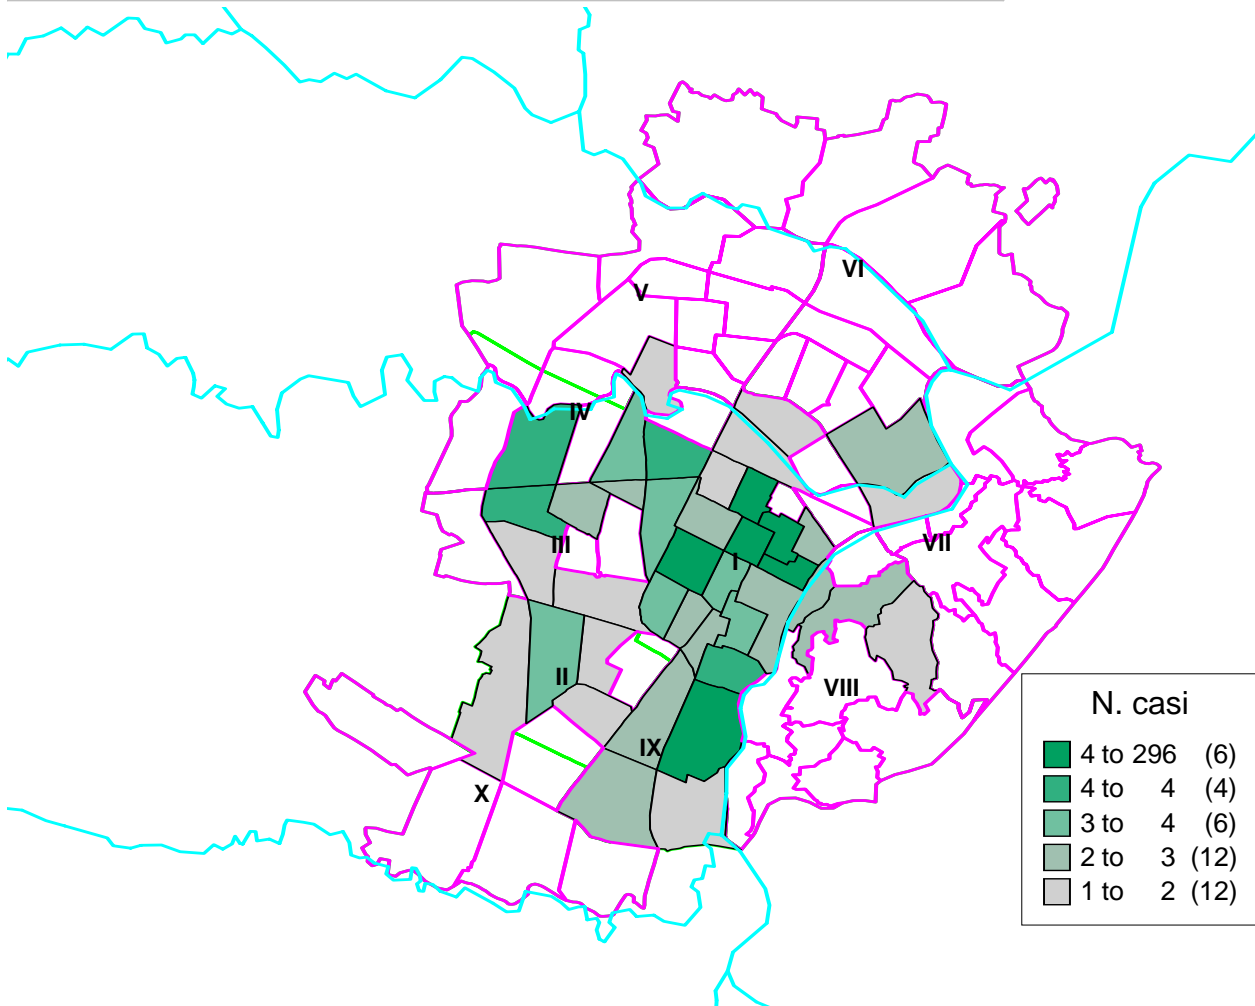 VI
V
IV
III
I
VII
II
VIII
IX
X
N. casi
4 to 296 (6)
4 to 4 (4)
3 to 4 (6)
2 to 3 (12)
1 to 2 (12)